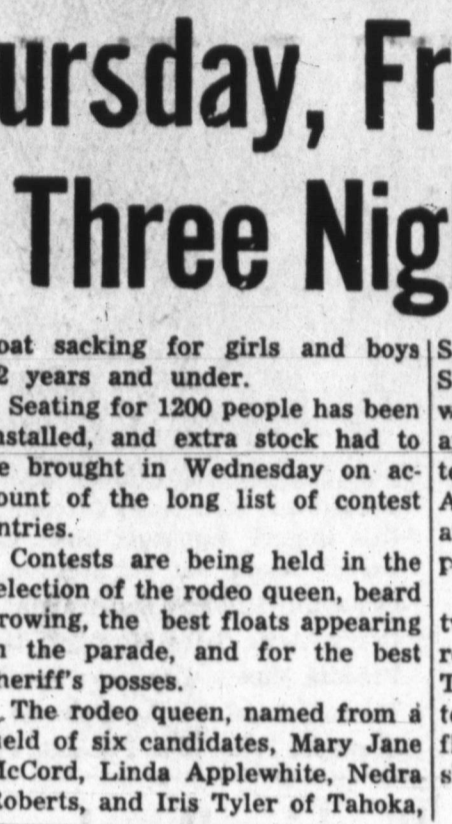 ursday, Fr
Three Nig
oat sacking for girls and boys
2 years and under.
Seating for 1200 people has been
nstalled, and extra stock had to
e brought in Wednesday on ac-
ount of the long list of contest
ntries.
Contests are being held in the
election of the rodeo queen, beard
rowing, the best floats appearing
n the parade, and for the best
heriff's posses.
The rodeo queen, named from a
ield of six candidates, Mary Jane
McCord, Linda Applewhite, Nedra
Roberts, and Iris Tyler of Tahoka,